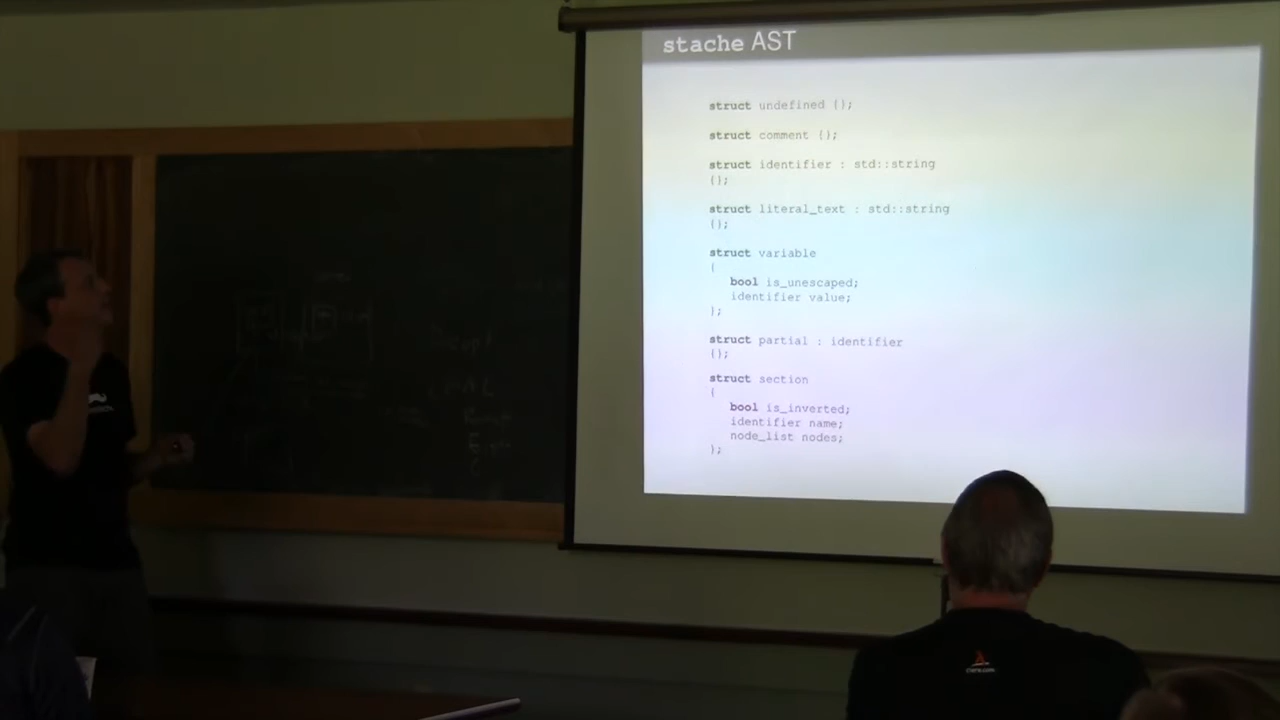 stache AST
struct undefined {};
struct comment {};
struct identifier : std::string
{};
struct literal_text : std::string
{};
struct variable
{
bool is_unescaped;
identifier value;
};
struct partial : identifier
{};
struct section
{
bool is_inverted;
identifier name;
node_list nodes;
};